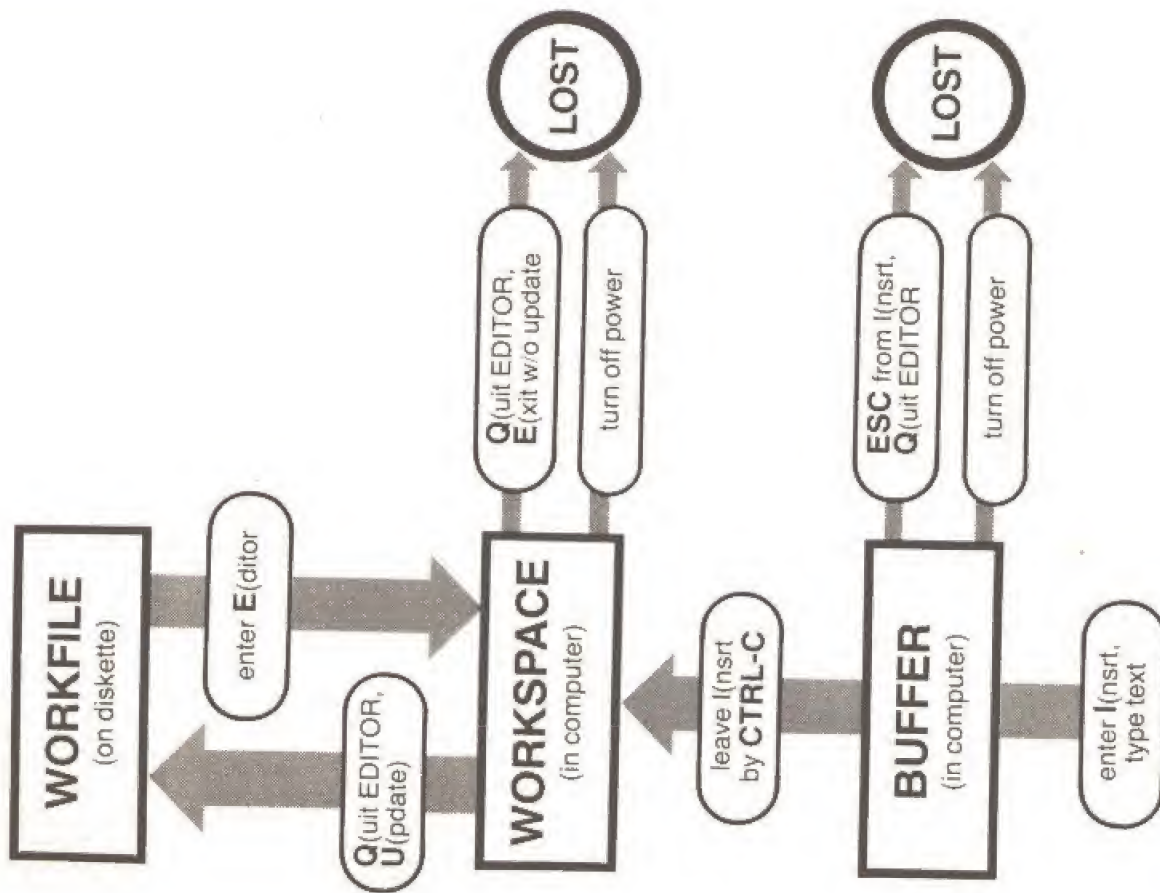 WORKFILE
(on diskette)
enter E(ditor
Q(uit EDITOR,
U(pdate)
WORKSPACE
(in computer)
Q(uit EDITOR,
E(xit w/o update
turn off power
LOST
leave I(nsrt
by CTRL-C
BUFFER
(in computer)
ESC from I(nsrt,
Q(uit EDITOR
turn off power
LOST
enter I(nsrt,
type text